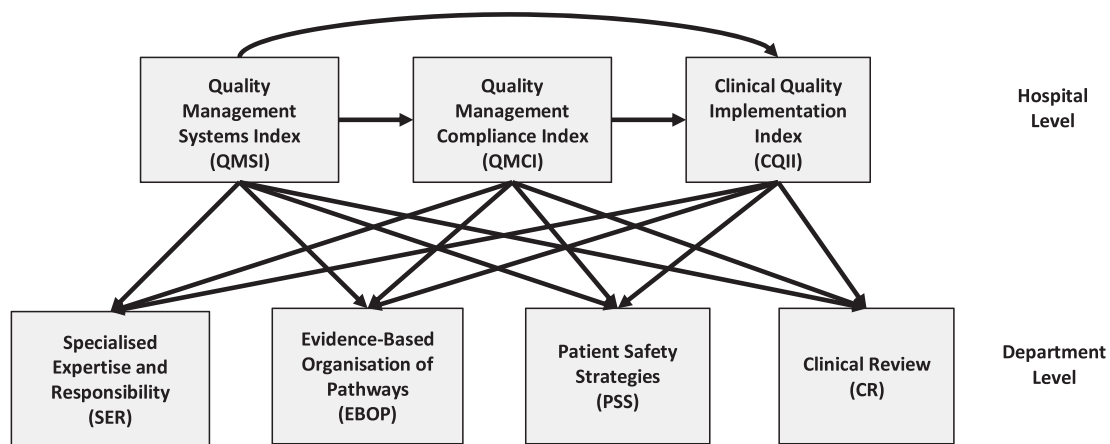 Quality
Management
Systems Index
(QMSI)
Quality
Management
Compliance Index
(QMCI)
Clinical Quality
Implementation
Index
(CQII)
Hospital
Level
Specialised
Expertise and
Responsibility
(SER)
Evidence-Based
Organisation of
Pathways
(EBOP)
Patient Safety
Strategies
(PSS)
Clinical Review
(CR)
Department
Level